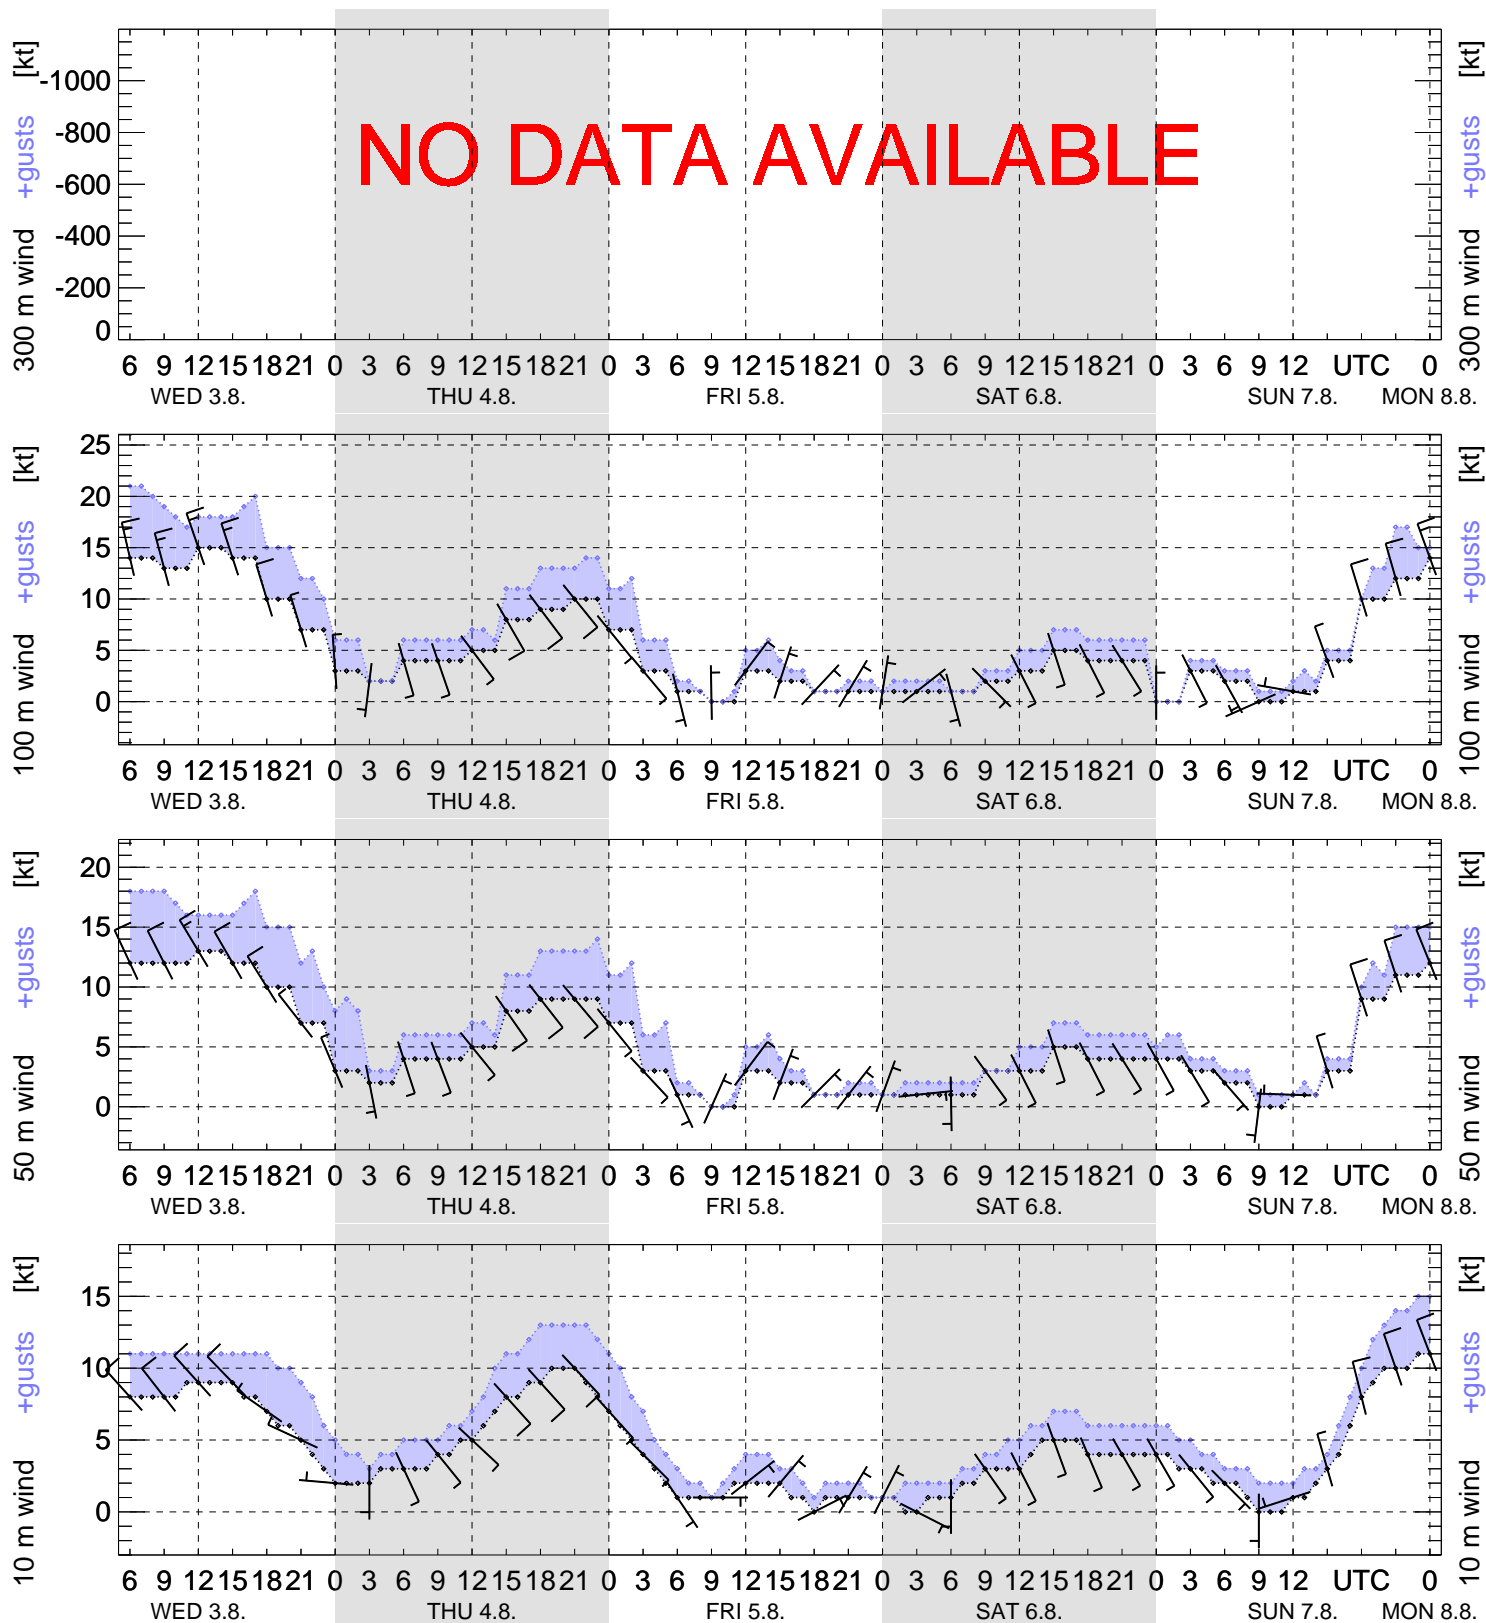 300 m wind +gusts [kt]
-1000
-800
-600
-400
-200
0
NO DATA AVAILABLE
300 m wind +gusts [kt]
6 9 12 15 18 21 0 3 6 9 12 15 18 21 0 3 6 9 12 15 18 21 0 3 6 9 12 15 18 21 0 3 6 9 12 UTC 0
WED 3.8. THU 4.8. FRI 5.8. SAT 6.8. SUN 7.8. MON 8.8.
100 m wind +gusts [kt]
25
20
15
10
5
0
100 m wind +gusts [kt]
6 9 12 15 18 21 0 3 6 9 12 15 18 21 0 3 6 9 12 15 18 21 0 3 6 9 12 15 18 21 0 3 6 9 12 UTC 0
WED 3.8. THU 4.8. FRI 5.8. SAT 6.8. SUN 7.8. MON 8.8.
50 m wind +gusts [kt]
20
15
10
5
0
50 m wind +gusts [kt]
6 9 12 15 18 21 0 3 6 9 12 15 18 21 0 3 6 9 12 15 18 21 0 3 6 9 12 15 18 21 0 3 6 9 12 UTC 0
WED 3.8. THU 4.8. FRI 5.8. SAT 6.8. SUN 7.8. MON 8.8.
10 m wind +gusts [kt]
15
10
5
0
10 m wind +gusts [kt]
6 9 12 15 18 21 0 3 6 9 12 15 18 21 0 3 6 9 12 15 18 21 0 3 6 9 12 15 18 21 0 3 6 9 12 UTC 0
WED 3.8. THU 4.8. FRI 5.8. SAT 6.8. SUN 7.8. MON 8.8.